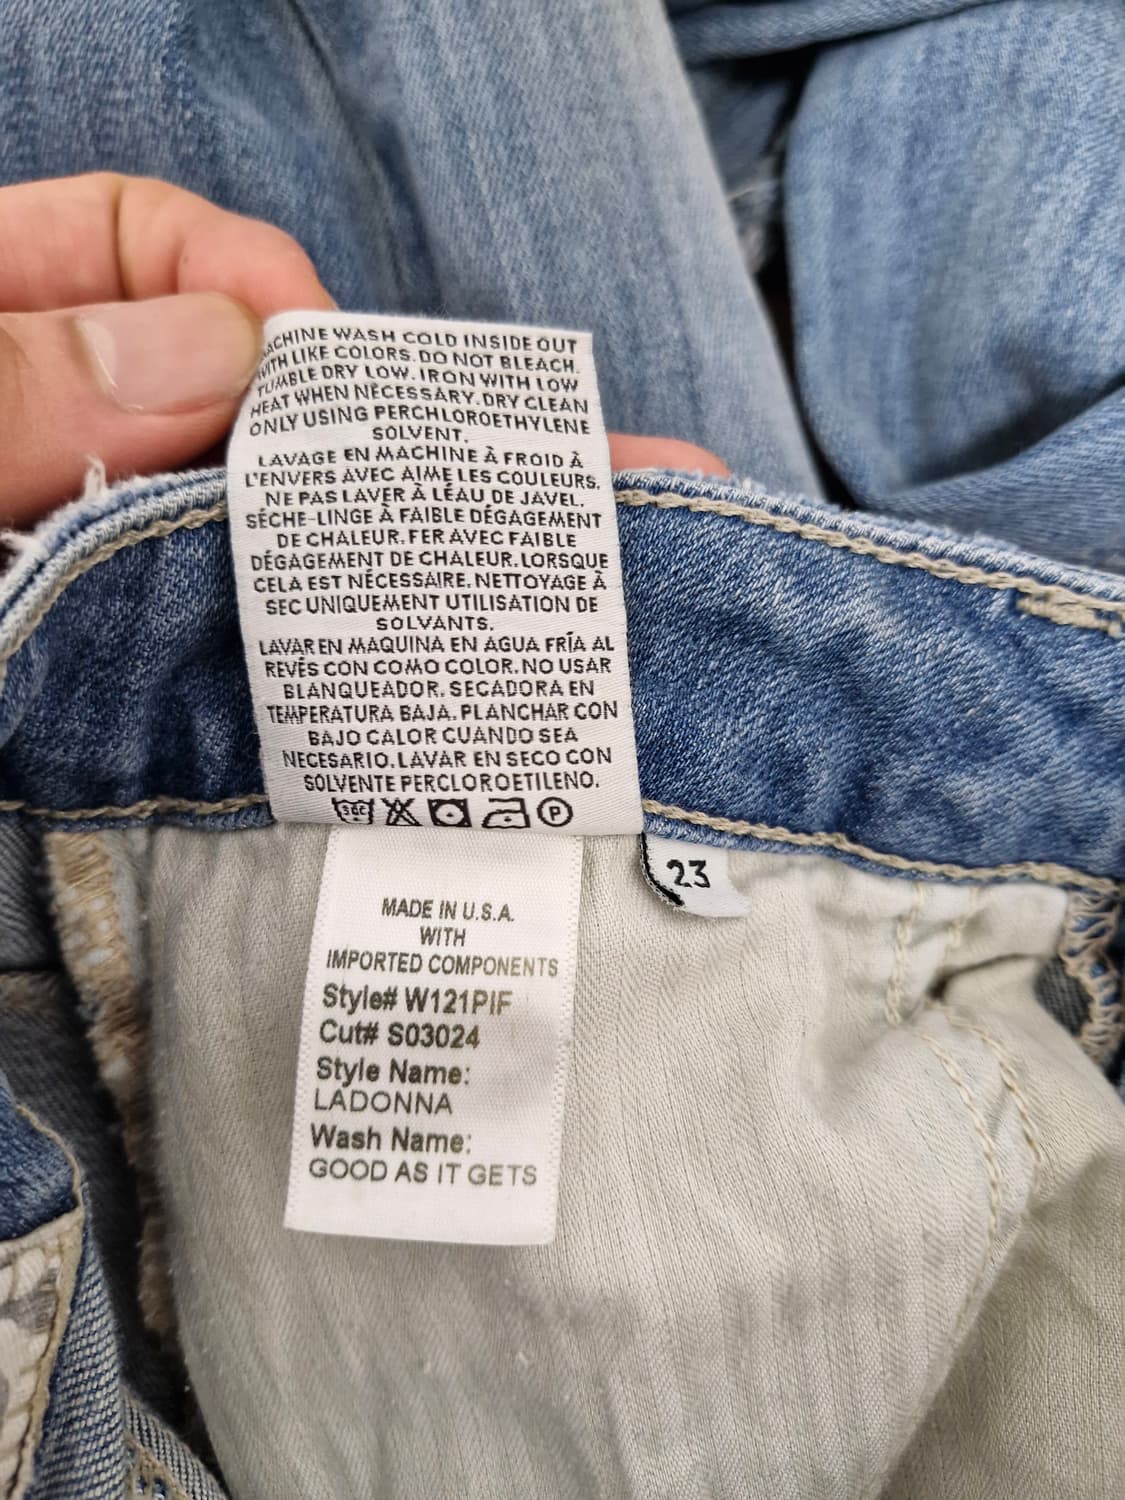 MACHINE WASH COLD INSIDE OUT
WITH LIKE COLORS. DO NOT BLEACH.
TUMBLE DRY LOW. IRON WITH LOW
HEAT WHEN NECESSARY. DRY CLEAN
ONLY USING PERCHLOROETHYLENE
SOLVENT.
LAVAGE EN MACHINE À FROID À
L'ENVERS AVEC AIME LES COULEURS.
NE PAS LAVER À LÉAU DE JAVEL.
SÉCHE-LINGE À FAIBLE DÉGAGEMENT
DE CHALEUR. FER AVEC FAIBLE
DÉGAGEMENT DE CHALEUR. LORSQUE
CELA EST NÉCESSAIRE. NETTOYAGE À
SEC UNIQUEMENT UTILISATION DE
SOLVANTS.
LAVAR EN MAQUINA EN AGUA FRÍA AL
REVÉS CON COMO COLOR. NO USAR
BLANQUEADOR. SECADORA EN
TEMPERATURA BAJA. PLANCHAR CON
BAJO CALOR CUANDO SEA
NECESARIO. LAVAR EN SECO CON
SOLVENTE PERCLOROETILENO.
30C P
23
MADE IN U.S.A.
WITH
IMPORTED COMPONENTS
Style# W121PIF
Cut# S03024
Style Name:
LADONNA
Wash Name:
GOOD AS IT GETS